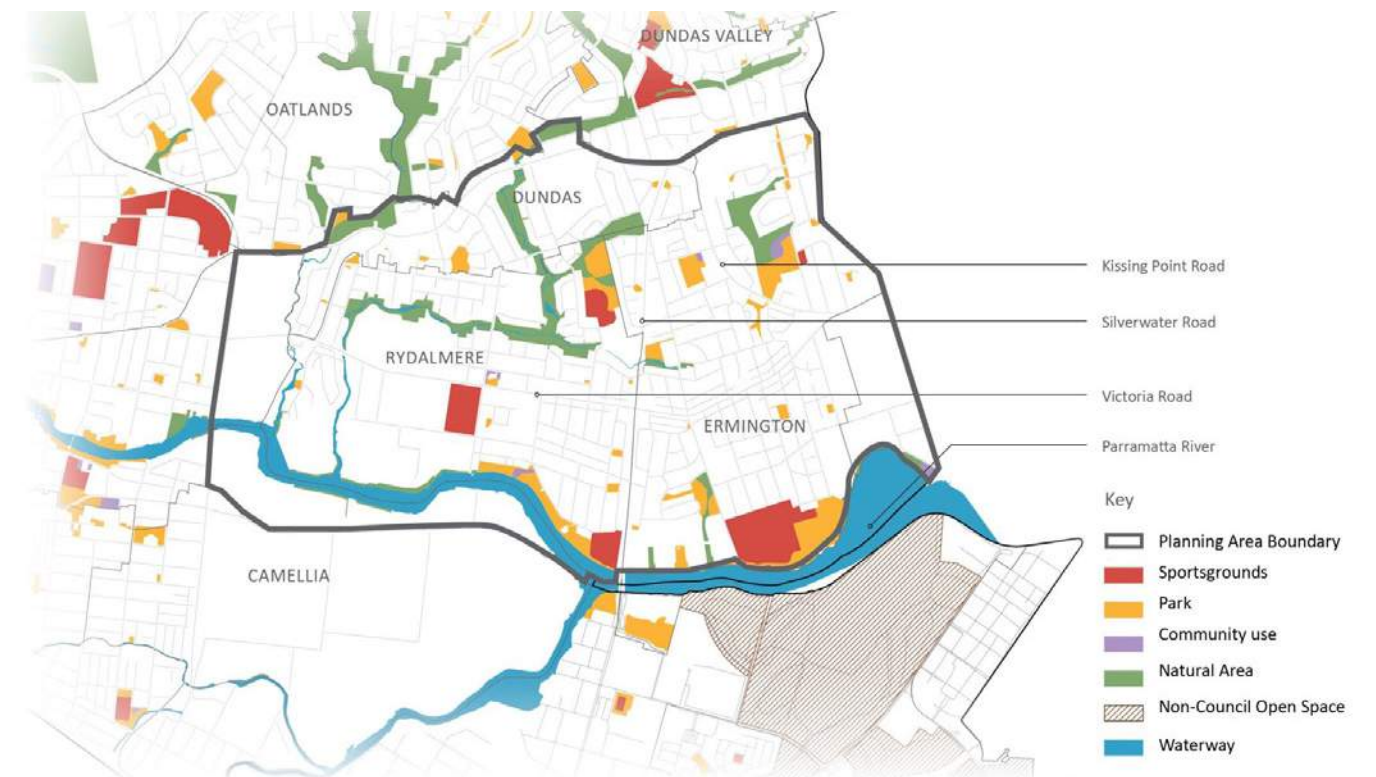 DUNDAS VALLEY
OATLANDS
DUNDAS
RYDALMERE
ERMINGTON
CAMELLIA
Kissing Point Road
Silverwater Road
Victoria Road
Parramatta River
Key
Planning Area Boundary
Sportsgrounds
Park
Community use
Natural Area
Non-Council Open Space
Waterway